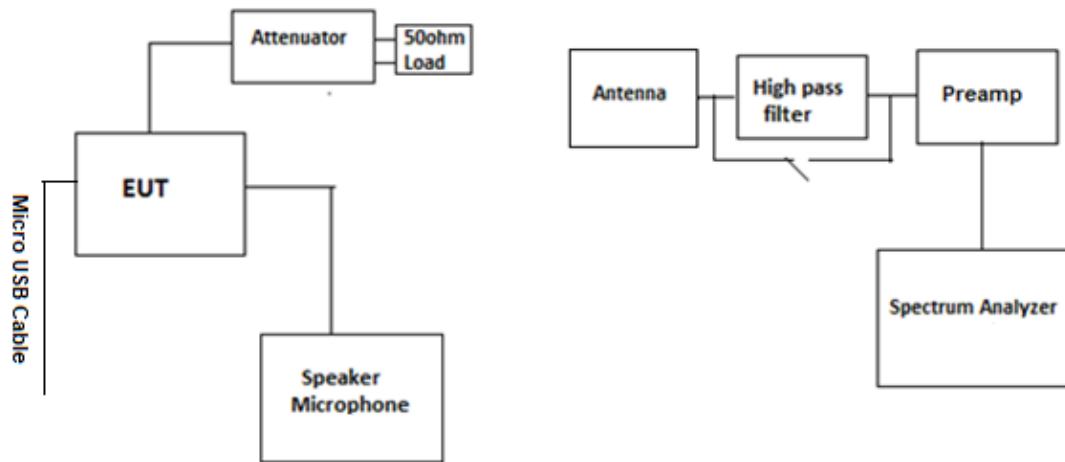 Attenuator
50ohm
Load
EUT
Micro USB Cable
Speaker
Microphone
Antenna
High pass
filter
Preamp
Spectrum Analyzer